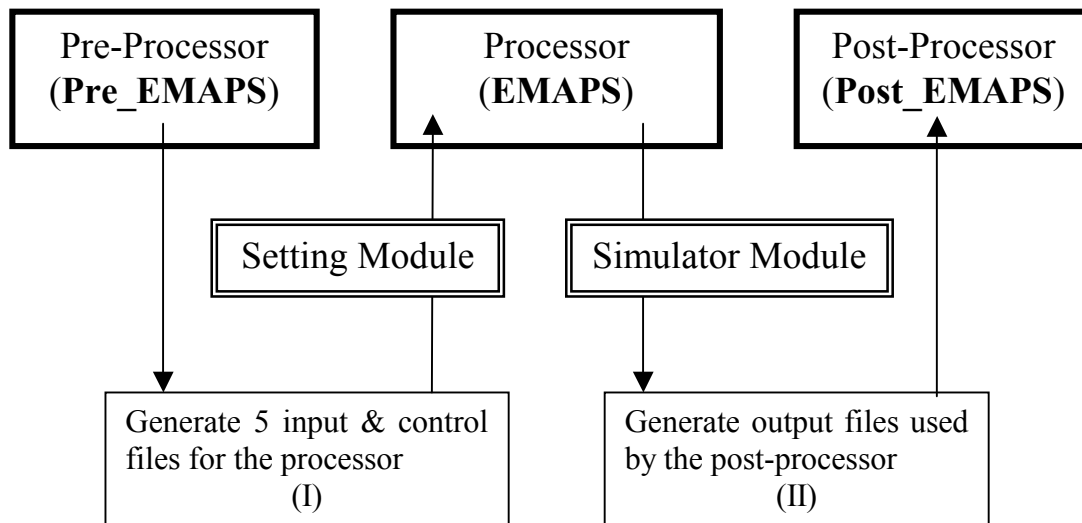 Pre-Processor
(Pre_EMAPS)
Processor
(EMAPS)
Post-Processor
(Post_EMAPS)
Setting Module
Simulator Module
Generate 5 input & control
files for the processor
(I)
Generate output files used
by the post-processor
(II)